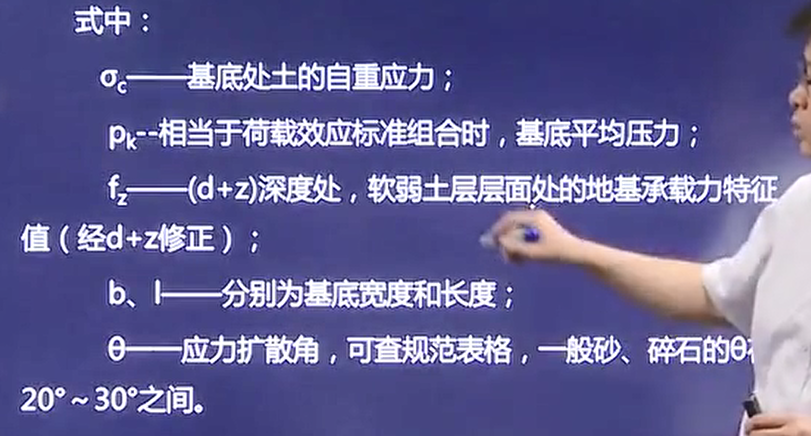 式中：
σc——基底处土的自重应力；
pk--相当于荷载效应标准组合时，基底平均压力；
fz——(d+z)深度处，软弱土层层面处的地基承载力特征
值（经d+z修正）；
b、l——分别为基底宽度和长度；
θ——应力扩散角，可查规范表格，一般砂、碎石的θ
20°～30°之间。